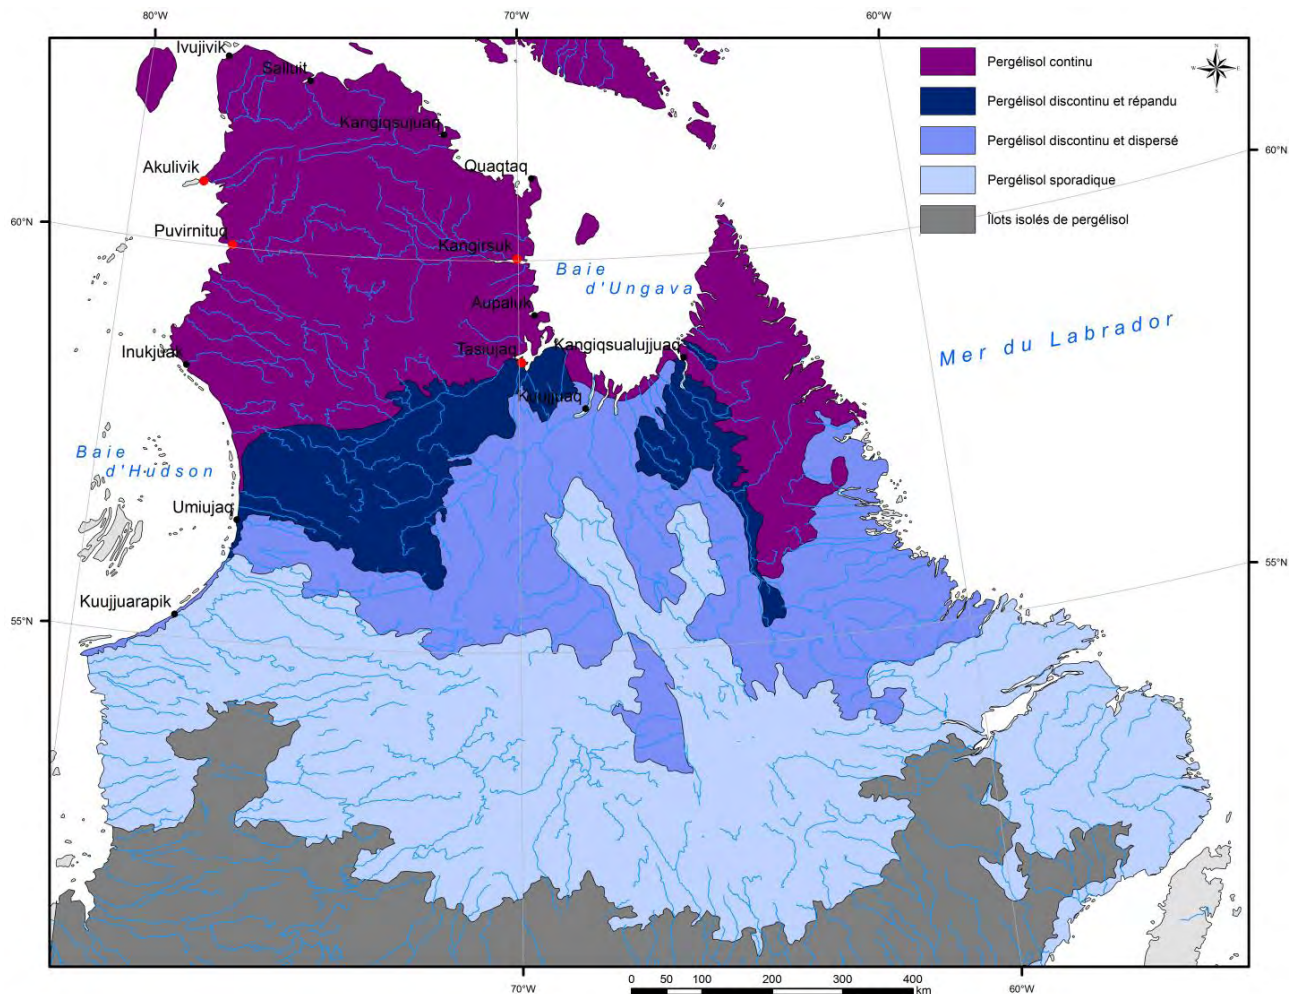 80°W
70°W
60°W
Ivujivik
Salluit
Kangiqsujuaq
Akulivik
Quaqtaq
60°N
60°N
Puvirnituq
Kangirsuk
Baie
d'Ungava
Aupaluk
Inukjuak
Tasiujaq
Kangiqsualujjuaq
Mer du Labrador
Kuujjuaq
Baie
d'Hudson
Umiujaq
55°N
Kuujjuarapik
55°N
Pergélisol continu
Pergélisol discontinu et répandu
Pergélisol discontinu et dispersé
Pergélisol sporadique
Îlots isolés de pergélisol
N
W
E
S
0 50 100 200 300 400
km
70°W
60°W